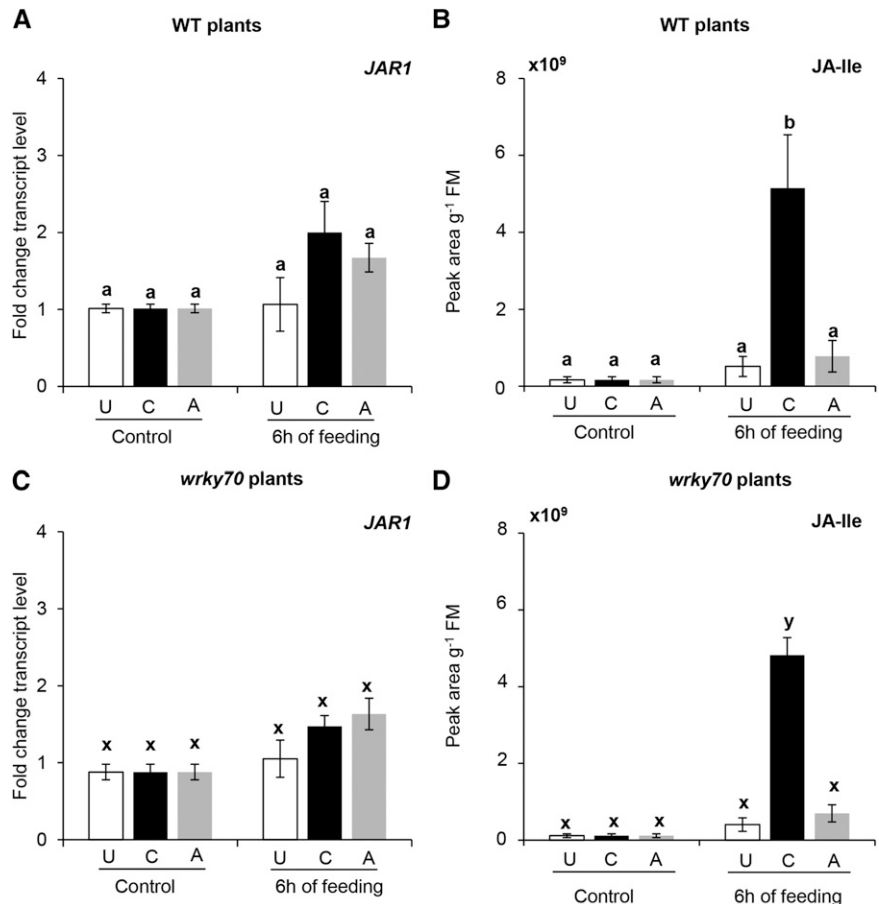 A
WT plants
JAR1
Fold change transcript level
4
3
2
1
0
a a a a a a
U C A U C A
Control 6h of feeding
B
WT plants
x10⁹
JA-Ile
Peak area g⁻¹ FM
8
6
4
2
0
a a a a b a
U C A U C A
Control 6h of feeding
C
wrky70 plants
JAR1
Fold change transcript level
4
3
2
1
0
x x x x x x
U C A U C A
Control 6h of feeding
D
wrky70 plants
x10⁹
JA-Ile
Peak area g⁻¹ FM
8
6
4
2
0
x x x x y x
U C A U C A
Control 6h of feeding